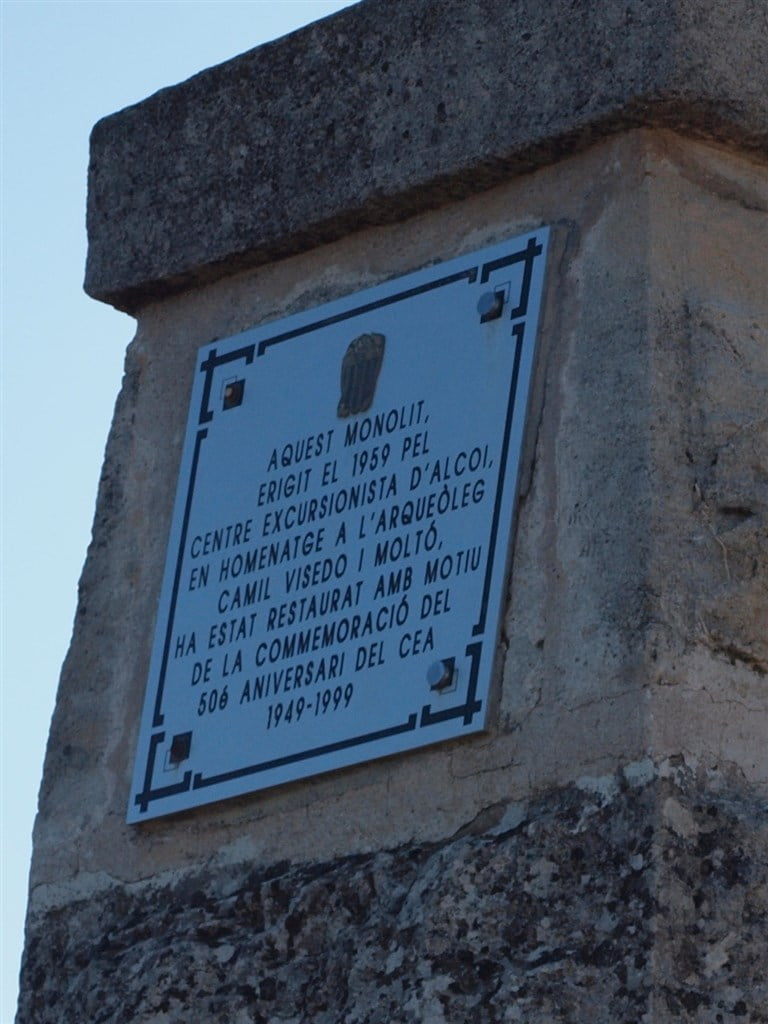 AQUEST MONOLIT,
ERIGIT EL 1959 PEL
CENTRE EXCURSIONISTA D'ALCOI,
EN HOMENATGE A L'ARQUEÒLEG
CAMIL VISEDO I MOLTÓ,
HA ESTAT RESTAURAT AMB MOTIU
DE LA COMMEMORACIÓ DEL
50é ANIVERSARI DEL CEA
1949-1999